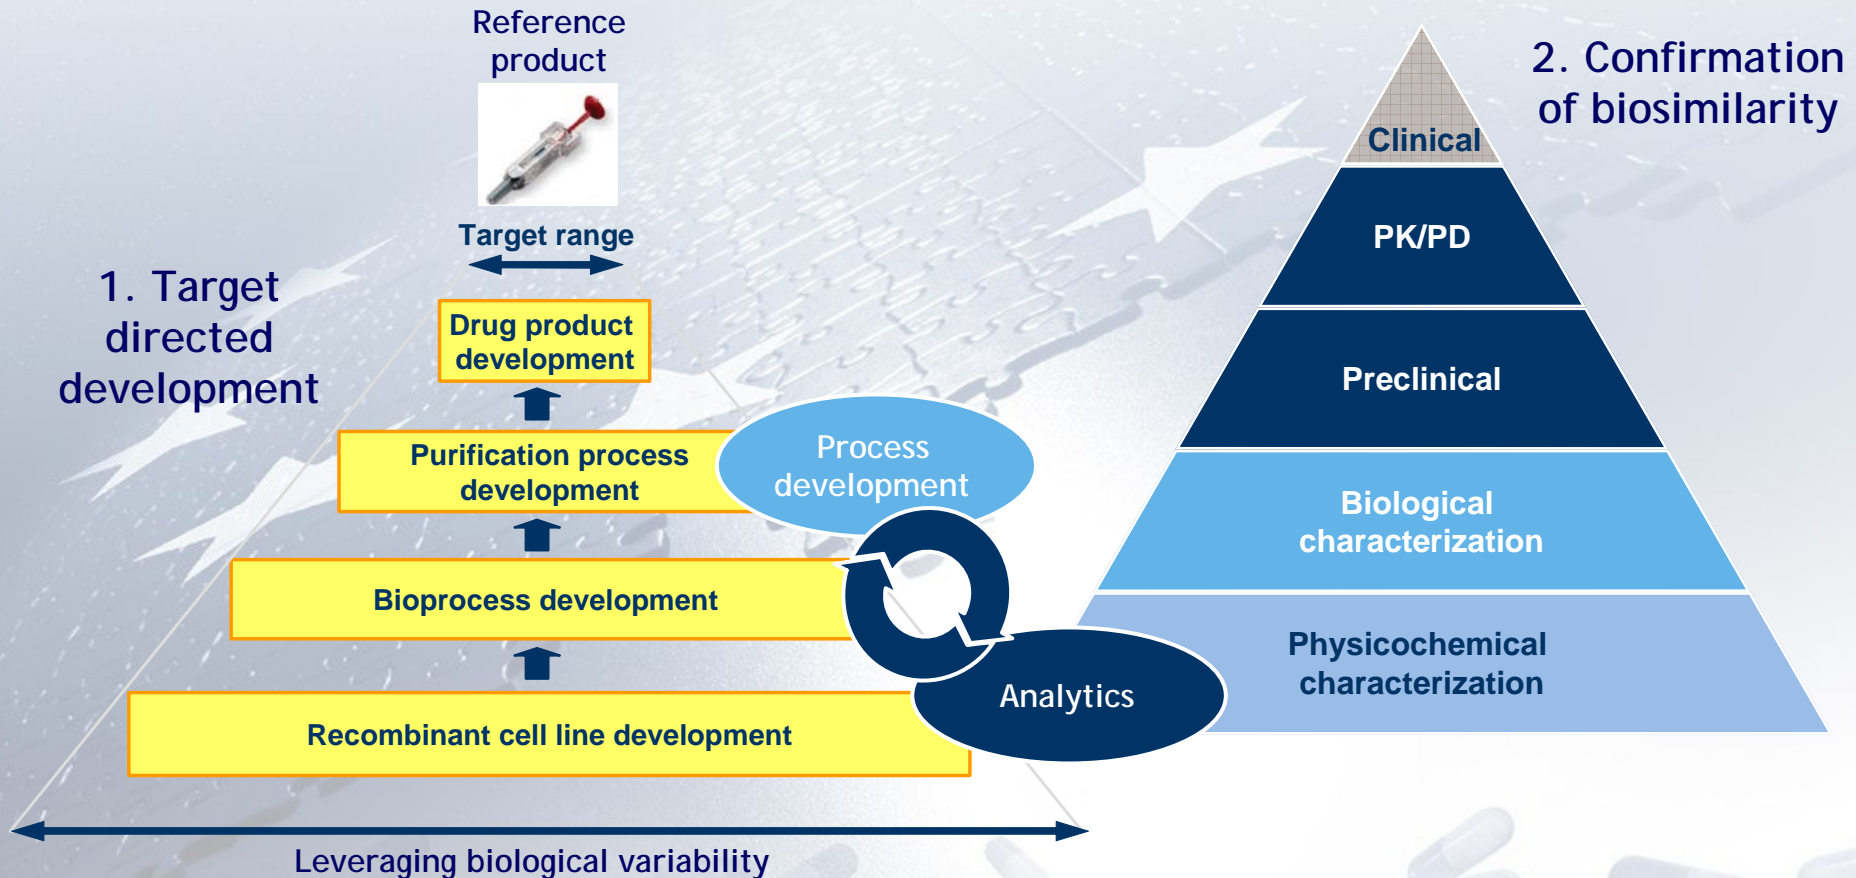 Reference
product
Target range
1. Target
directed
development
Drug product
development
Purification process
development
Bioprocess development
Recombinant cell line development
Leveraging biological variability
Process
development
Analytics
2. Confirmation
of biosimilarity
Clinical
PK/PD
Preclinical
Biological
characterization
Physicochemical
characterization